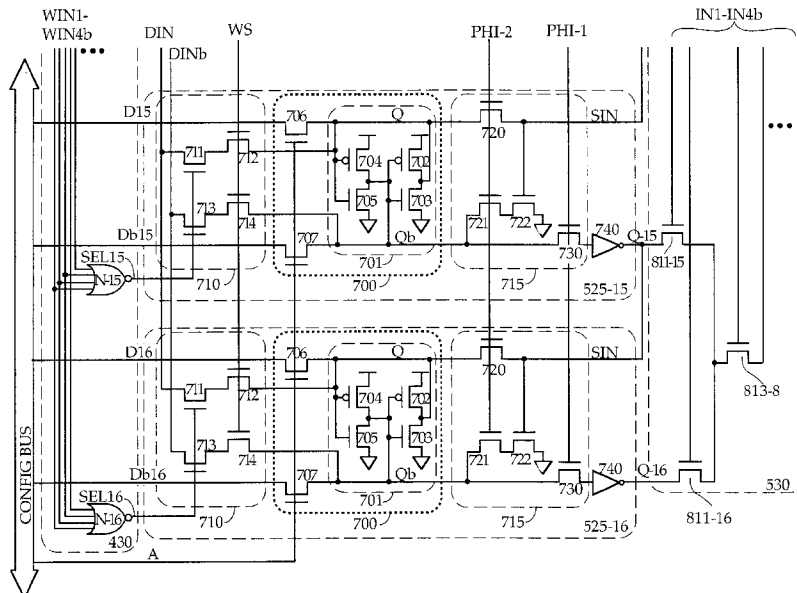 WIN1-
WIN4b
DIN
DINb
WS
PHI-2
PHI-1
IN1-IN4b
D15
706
Q
720
SIN
711
712
704
702
713
714
705
703
721
722
740
Q-15
Db15
707
Qb
730
811-15
SEL15
701
N-15
710
700
715
525-15
D16
706
Q
720
SIN
813-8
711
712
704
702
713
714
705
703
721
722
740
Q-16
Db16
707
Qb
730
SEL16
701
530
N-16
710
700
715
525-16
811-16
430
A
CONFIG BUS